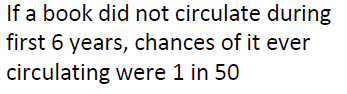 If a book did not circulate during
first 6 years, chances of it ever
circulating were 1 in 50